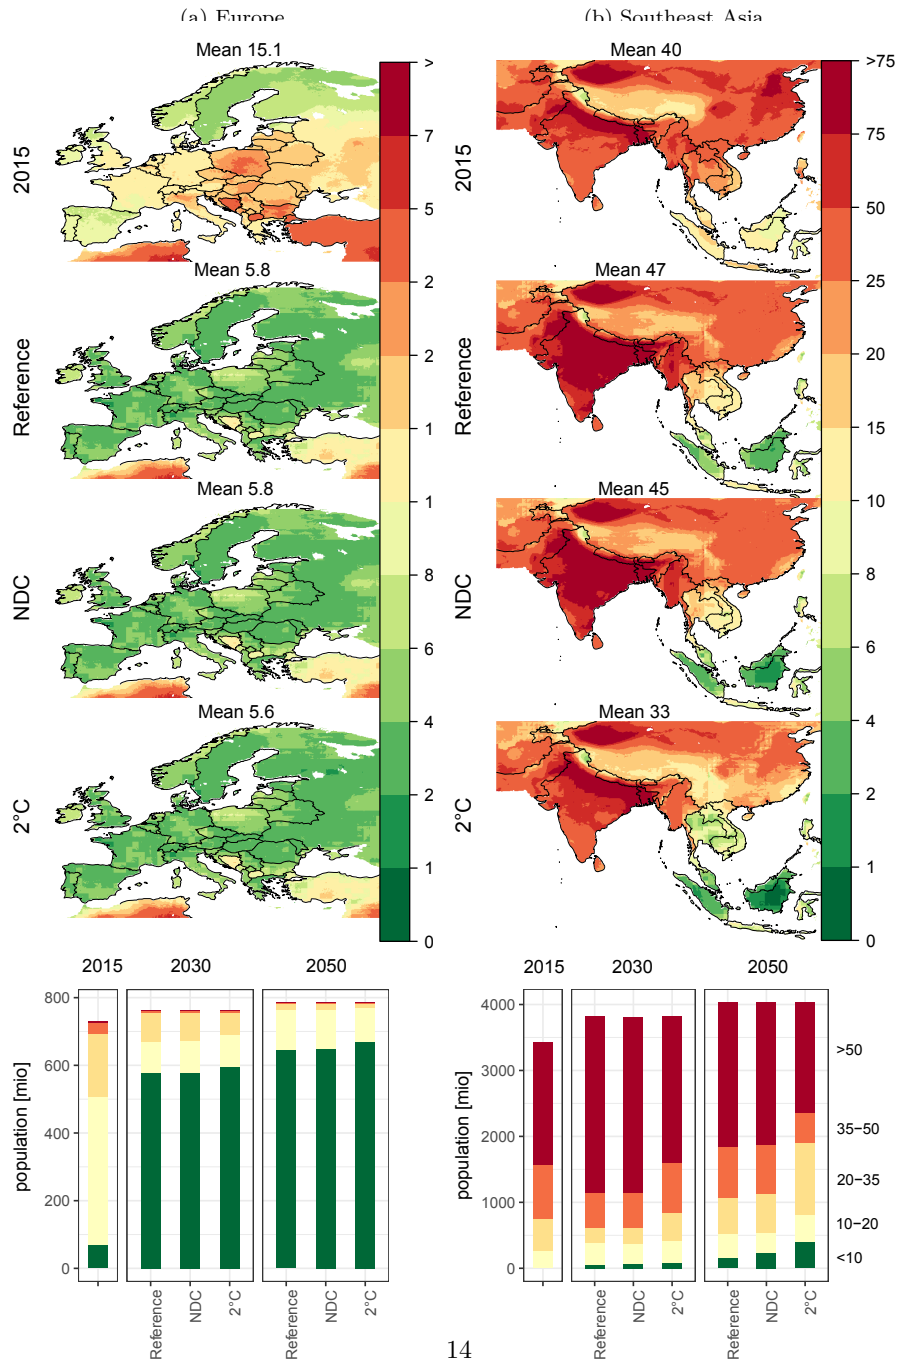 (a) Europe
(b) Southeast Asia
Mean 15.1
Mean 40
2015
2015
Mean 5.8
Mean 47
Reference
Reference
Mean 5.8
Mean 45
NDC
NDC
Mean 5.6
Mean 33
2°C
2°C
>
7
5
2
2
1
1
8
6
4
2
1
0
>75
75
50
25
20
15
10
8
6
4
2
1
0
2015
2030
2050
2015
2030
2050
population [mio]
800
600
400
200
0
population [mio]
4000
3000
2000
1000
0
>50
35−50
20−35
10−20
<10
Reference
NDC
2°C
Reference
NDC
2°C
Reference
NDC
2°C
Reference
NDC
2°C
14